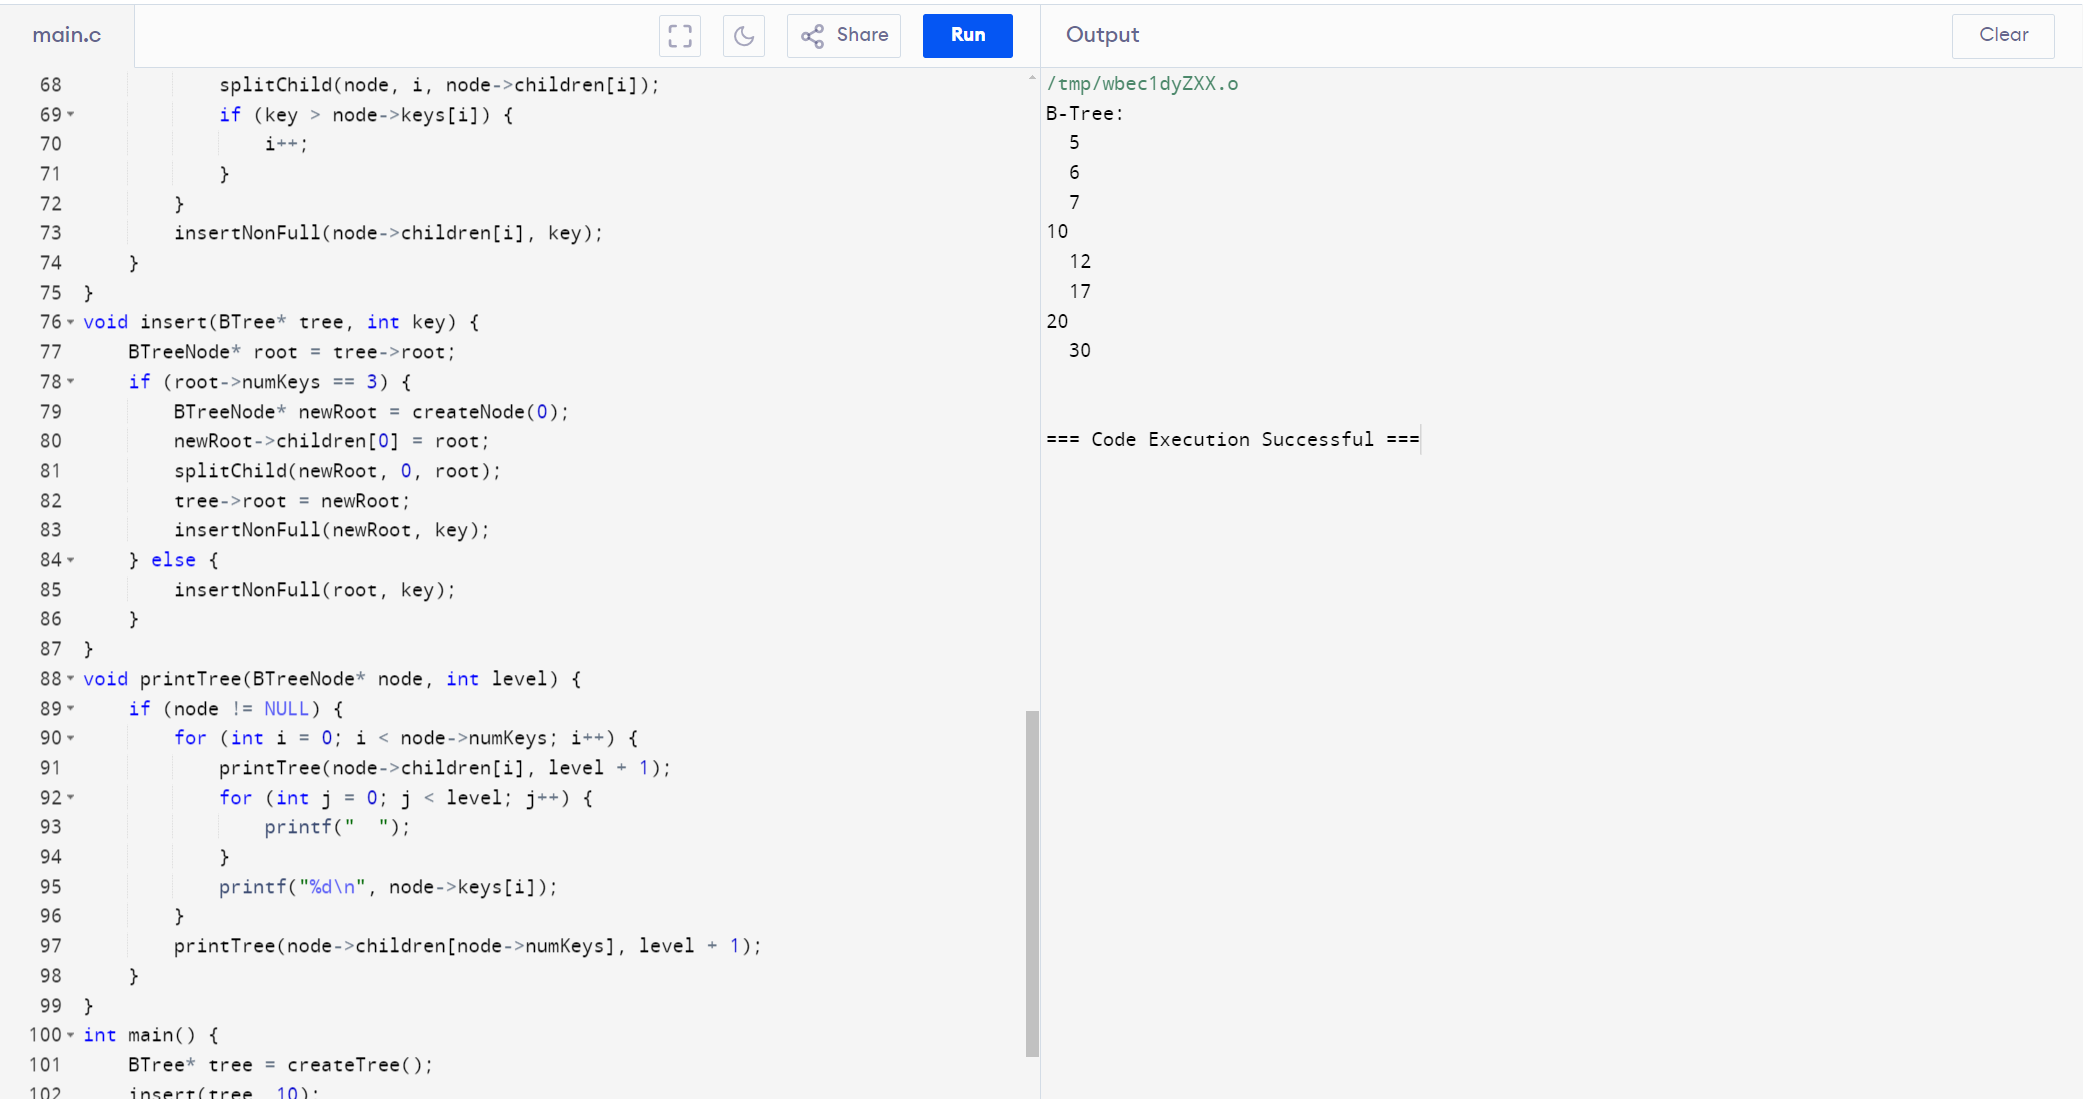 main.c
Share
Run
Output
Clear
68            splitChild(node, i, node->children[i]);
69            if (key > node->keys[i]) {
70                i++;
71            }
72        }
73        insertNonFull(node->children[i], key);
74    }
75 }
76 void insert(BTree* tree, int key) {
77    BTreeNode* root = tree->root;
78    if (root->numKeys == 3) {
79        BTreeNode* newRoot = createNode(0);
80        newRoot->children[0] = root;
81        splitChild(newRoot, 0, root);
82        tree->root = newRoot;
83        insertNonFull(newRoot, key);
84    } else {
85        insertNonFull(root, key);
86    }
87 }
88 void printTree(BTreeNode* node, int level) {
89    if (node != NULL) {
90        for (int i = 0; i < node->numKeys; i++) {
91            printTree(node->children[i], level + 1);
92            for (int j = 0; j < level; j++) {
93                printf("  ");
94            }
95            printf("%d\n", node->keys[i]);
96        }
97        printTree(node->children[node->numKeys], level + 1);
98    }
99 }
100 int main() {
101    BTree* tree = createTree();
102    insert(tree, 10);
/tmp/wbec1dyZXX.o
B-Tree:
  5
  6
  7
10
  12
  17
20
  30
=== Code Execution Successful ===